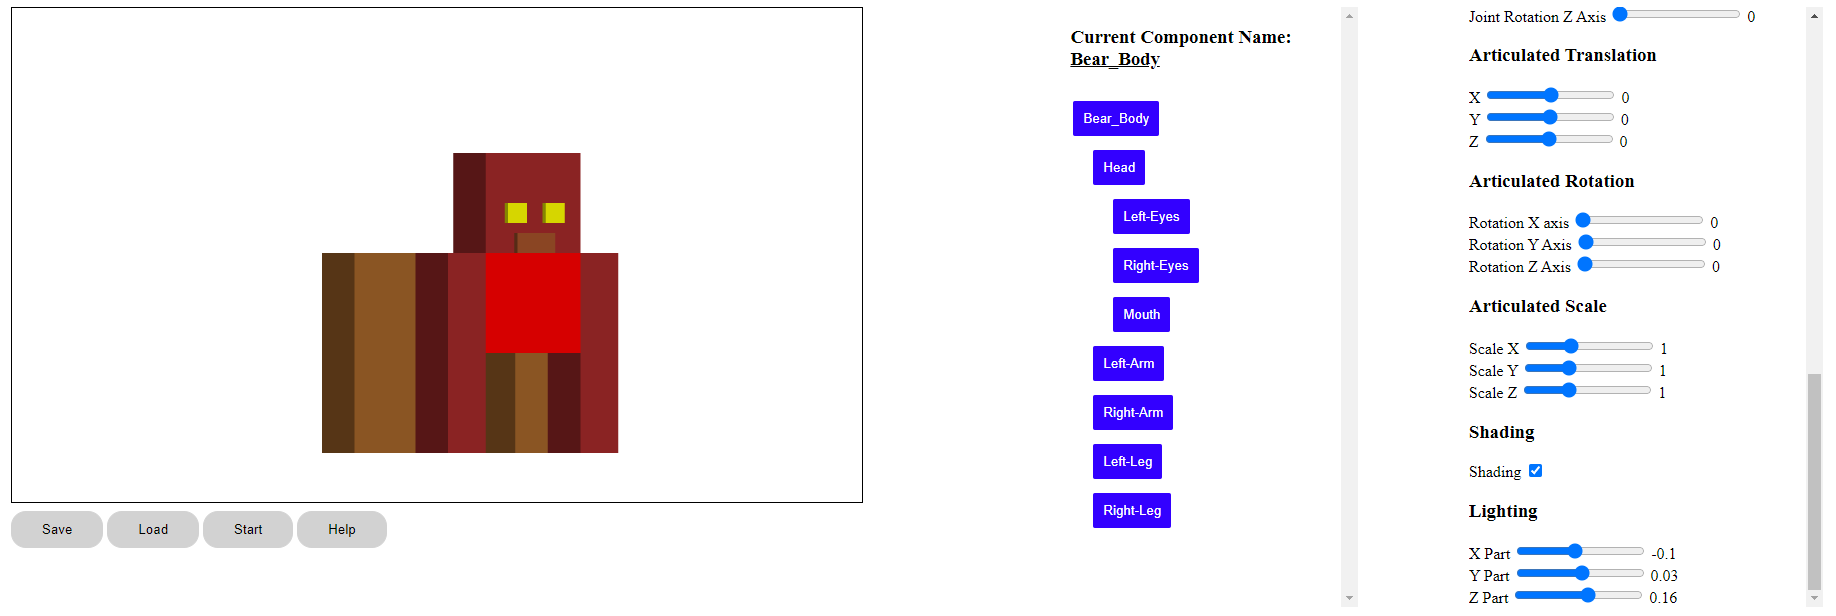 Save
Load
Start
Help
Current Component Name:
Bear_Body
Bear_Body
Head
Left-Eyes
Right-Eyes
Mouth
Left-Arm
Right-Arm
Left-Leg
Right-Leg
Joint Rotation Z Axis 0
Articulated Translation
X 0
Y 0
Z 0
Articulated Rotation
Rotation X axis 0
Rotation Y Axis 0
Rotation Z Axis 0
Articulated Scale
Scale X 1
Scale Y 1
Scale Z 1
Shading
Shading
Lighting
X Part -0.1
Y Part 0.03
Z Part 0.16